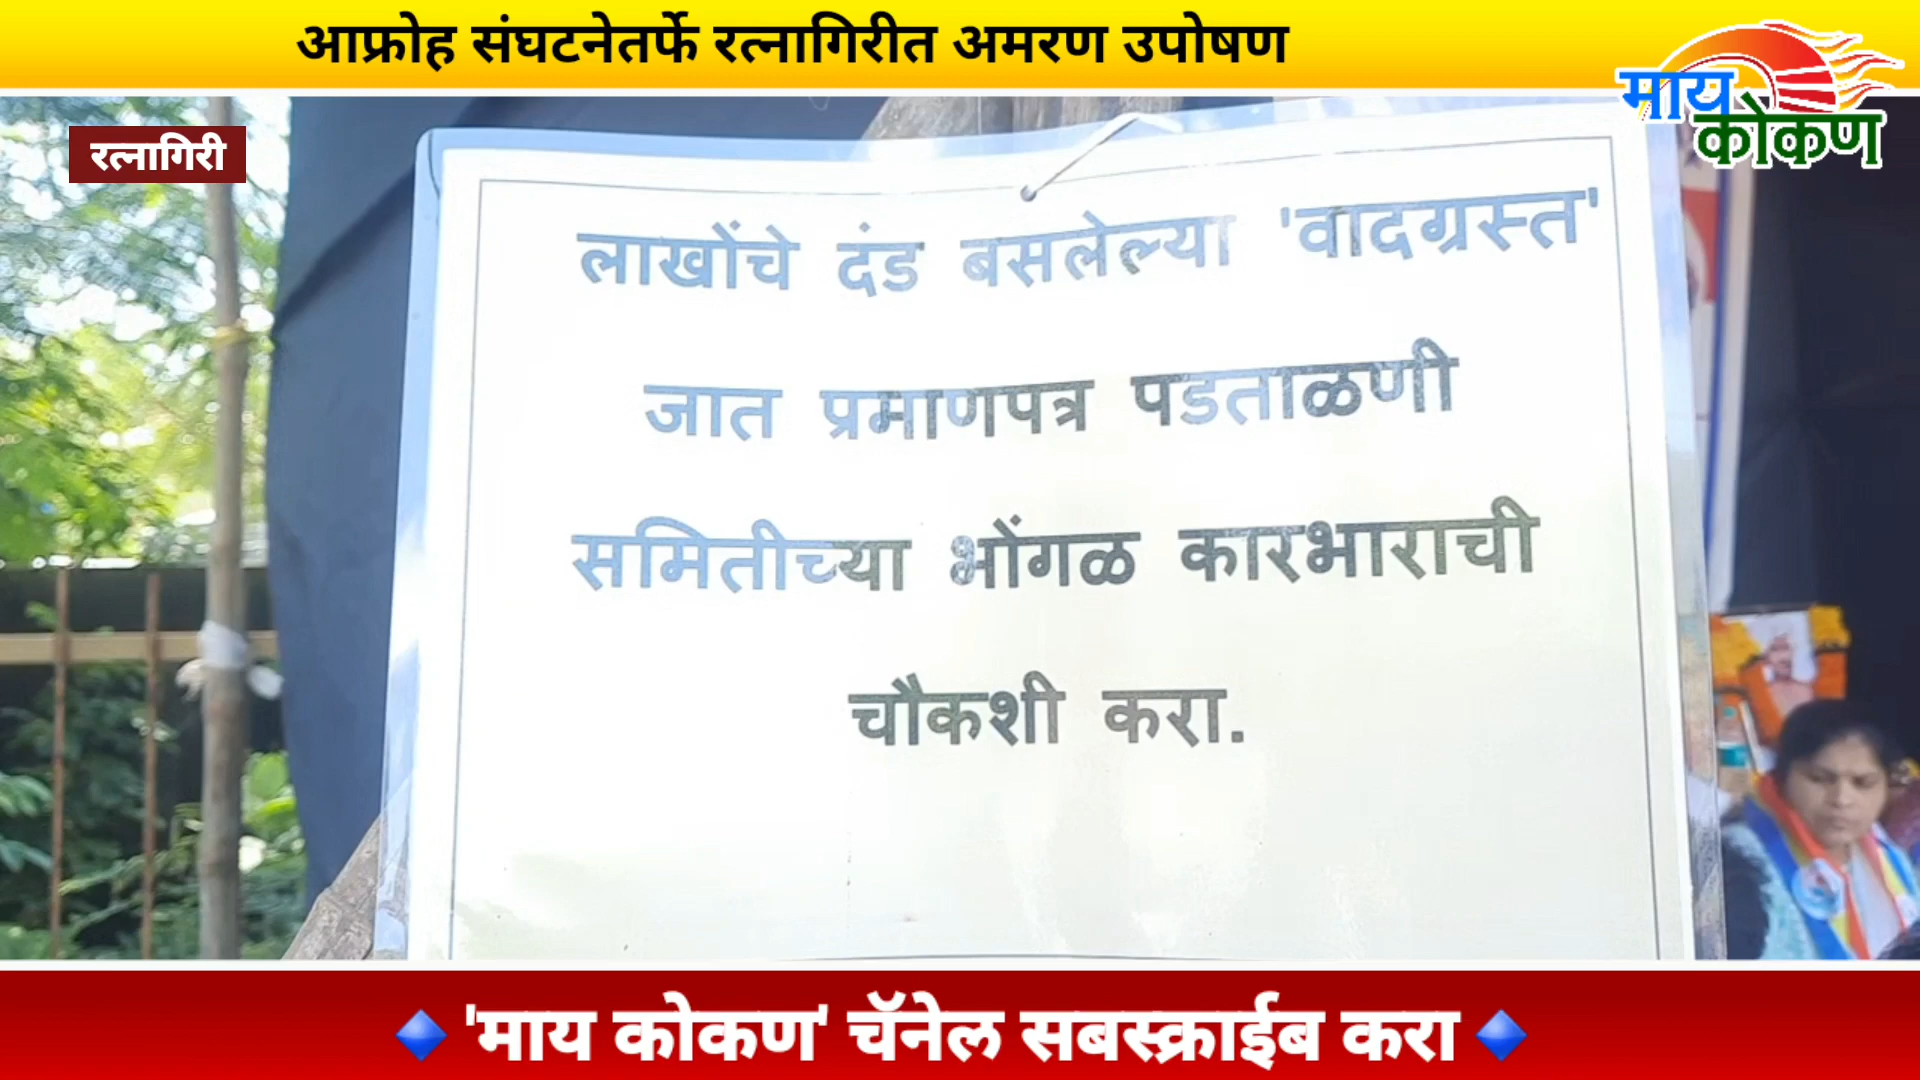 आफ्रोह संघटनेतर्फे रत्नागिरीत अमरण उपोषण
माय
कोकण
रत्नागिरी
लाखोंचे दंड बसलेल्या 'वादग्रस्त'
जात प्रमाणपत्र पडताळणी
समितीच्या भोंगळ कारभाराची
चौकशी करा.
'माय कोकण' चॅनेल सबस्क्राईब करा